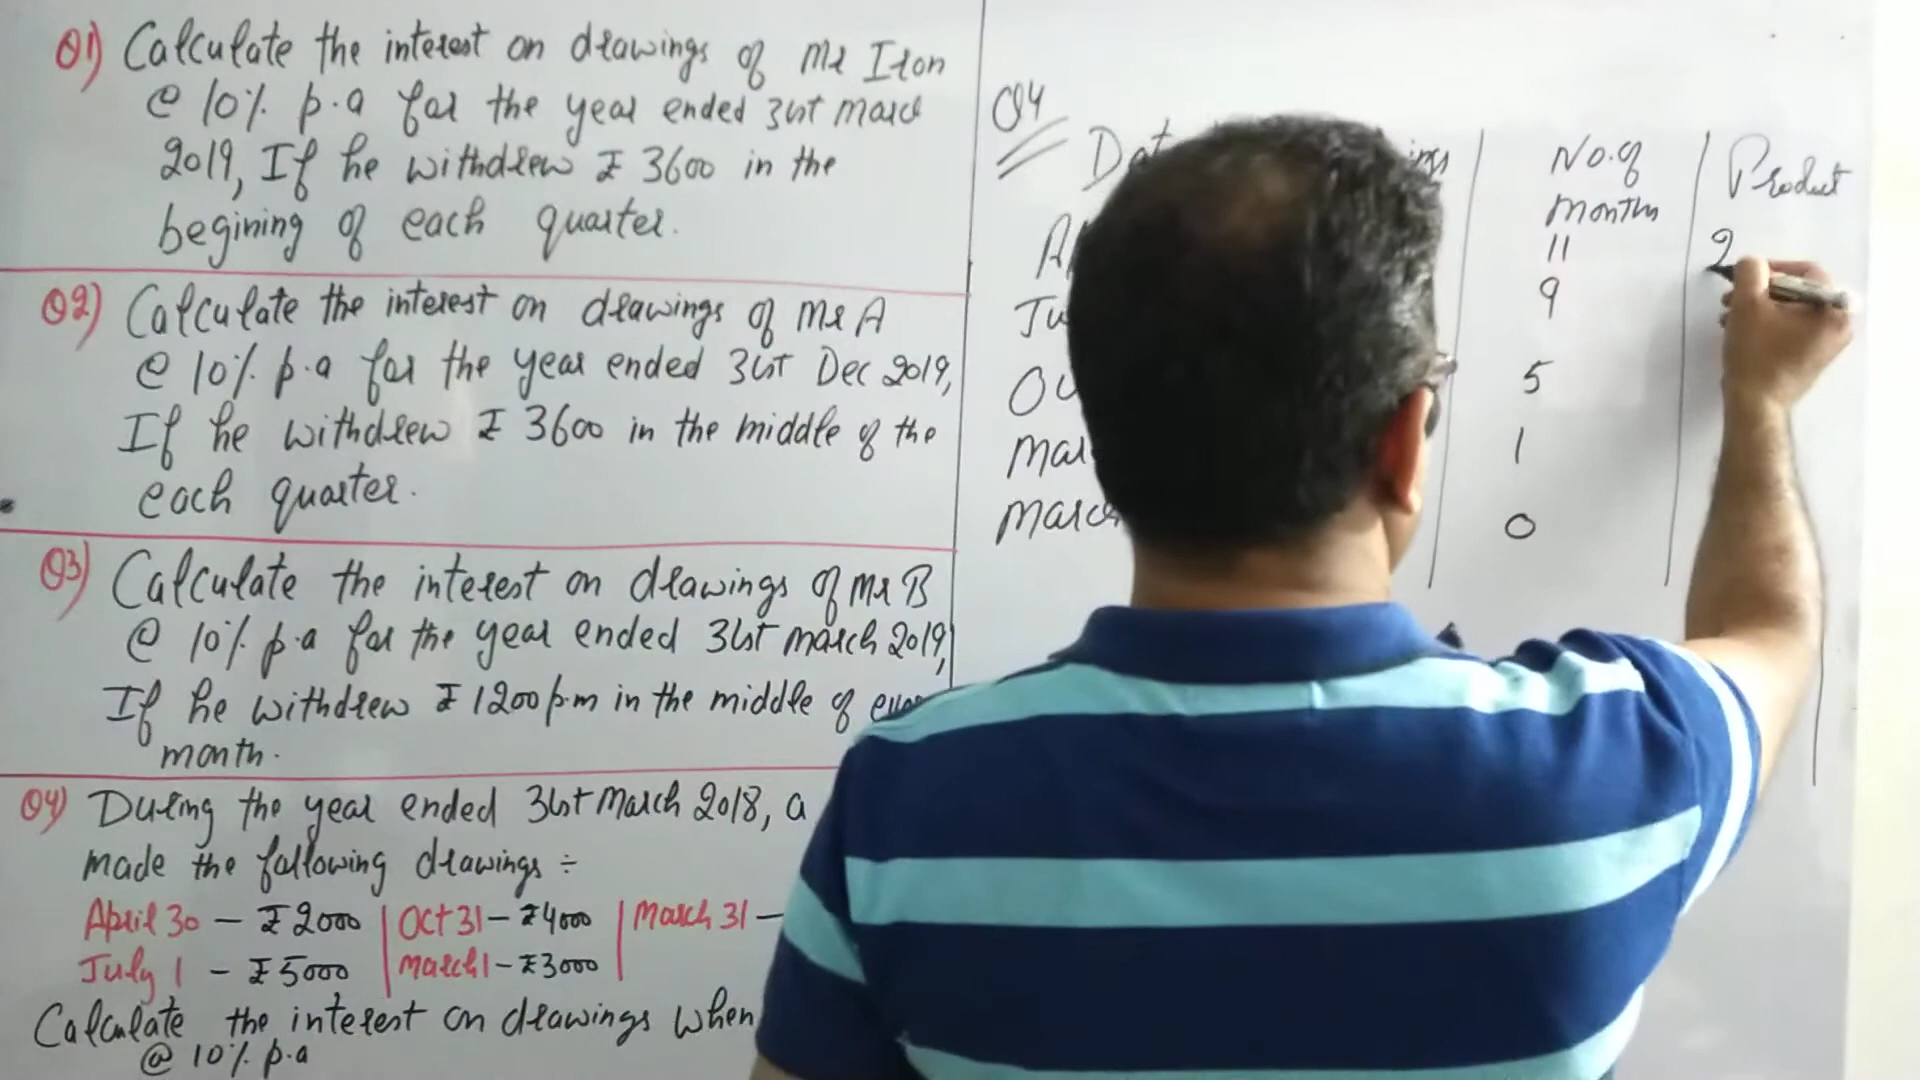 Q1) Calculate the interest on drawings of Mr Iron
@ 10% p.a for the year ended 31st March
2019, If he withdrew ₹ 3600 in the
begining of each quarter.
Q2) Calculate the interest on drawings of Mr A
@ 10% p.a for the year ended 31st Dec 2019,
If he withdrew ₹ 3600 in the middle of the
each quarter.
Q3) Calculate the interest on drawings of Mr B
@ 10% p.a for the year ended 31st March 2019,
If he withdrew ₹ 1200 p.m in the middle of
month.
Q4) During the year ended 31st March 2018, a
made the following drawings ÷
April 30 — ₹2000 | Oct 31 — ₹4000 | March 31 —
July 1 — ₹5000 | March 1 — ₹3000
Calculate the interest on drawings when
@ 10% p.a
Q4
No. of Product
Months
11 2
9
5
1
March 0